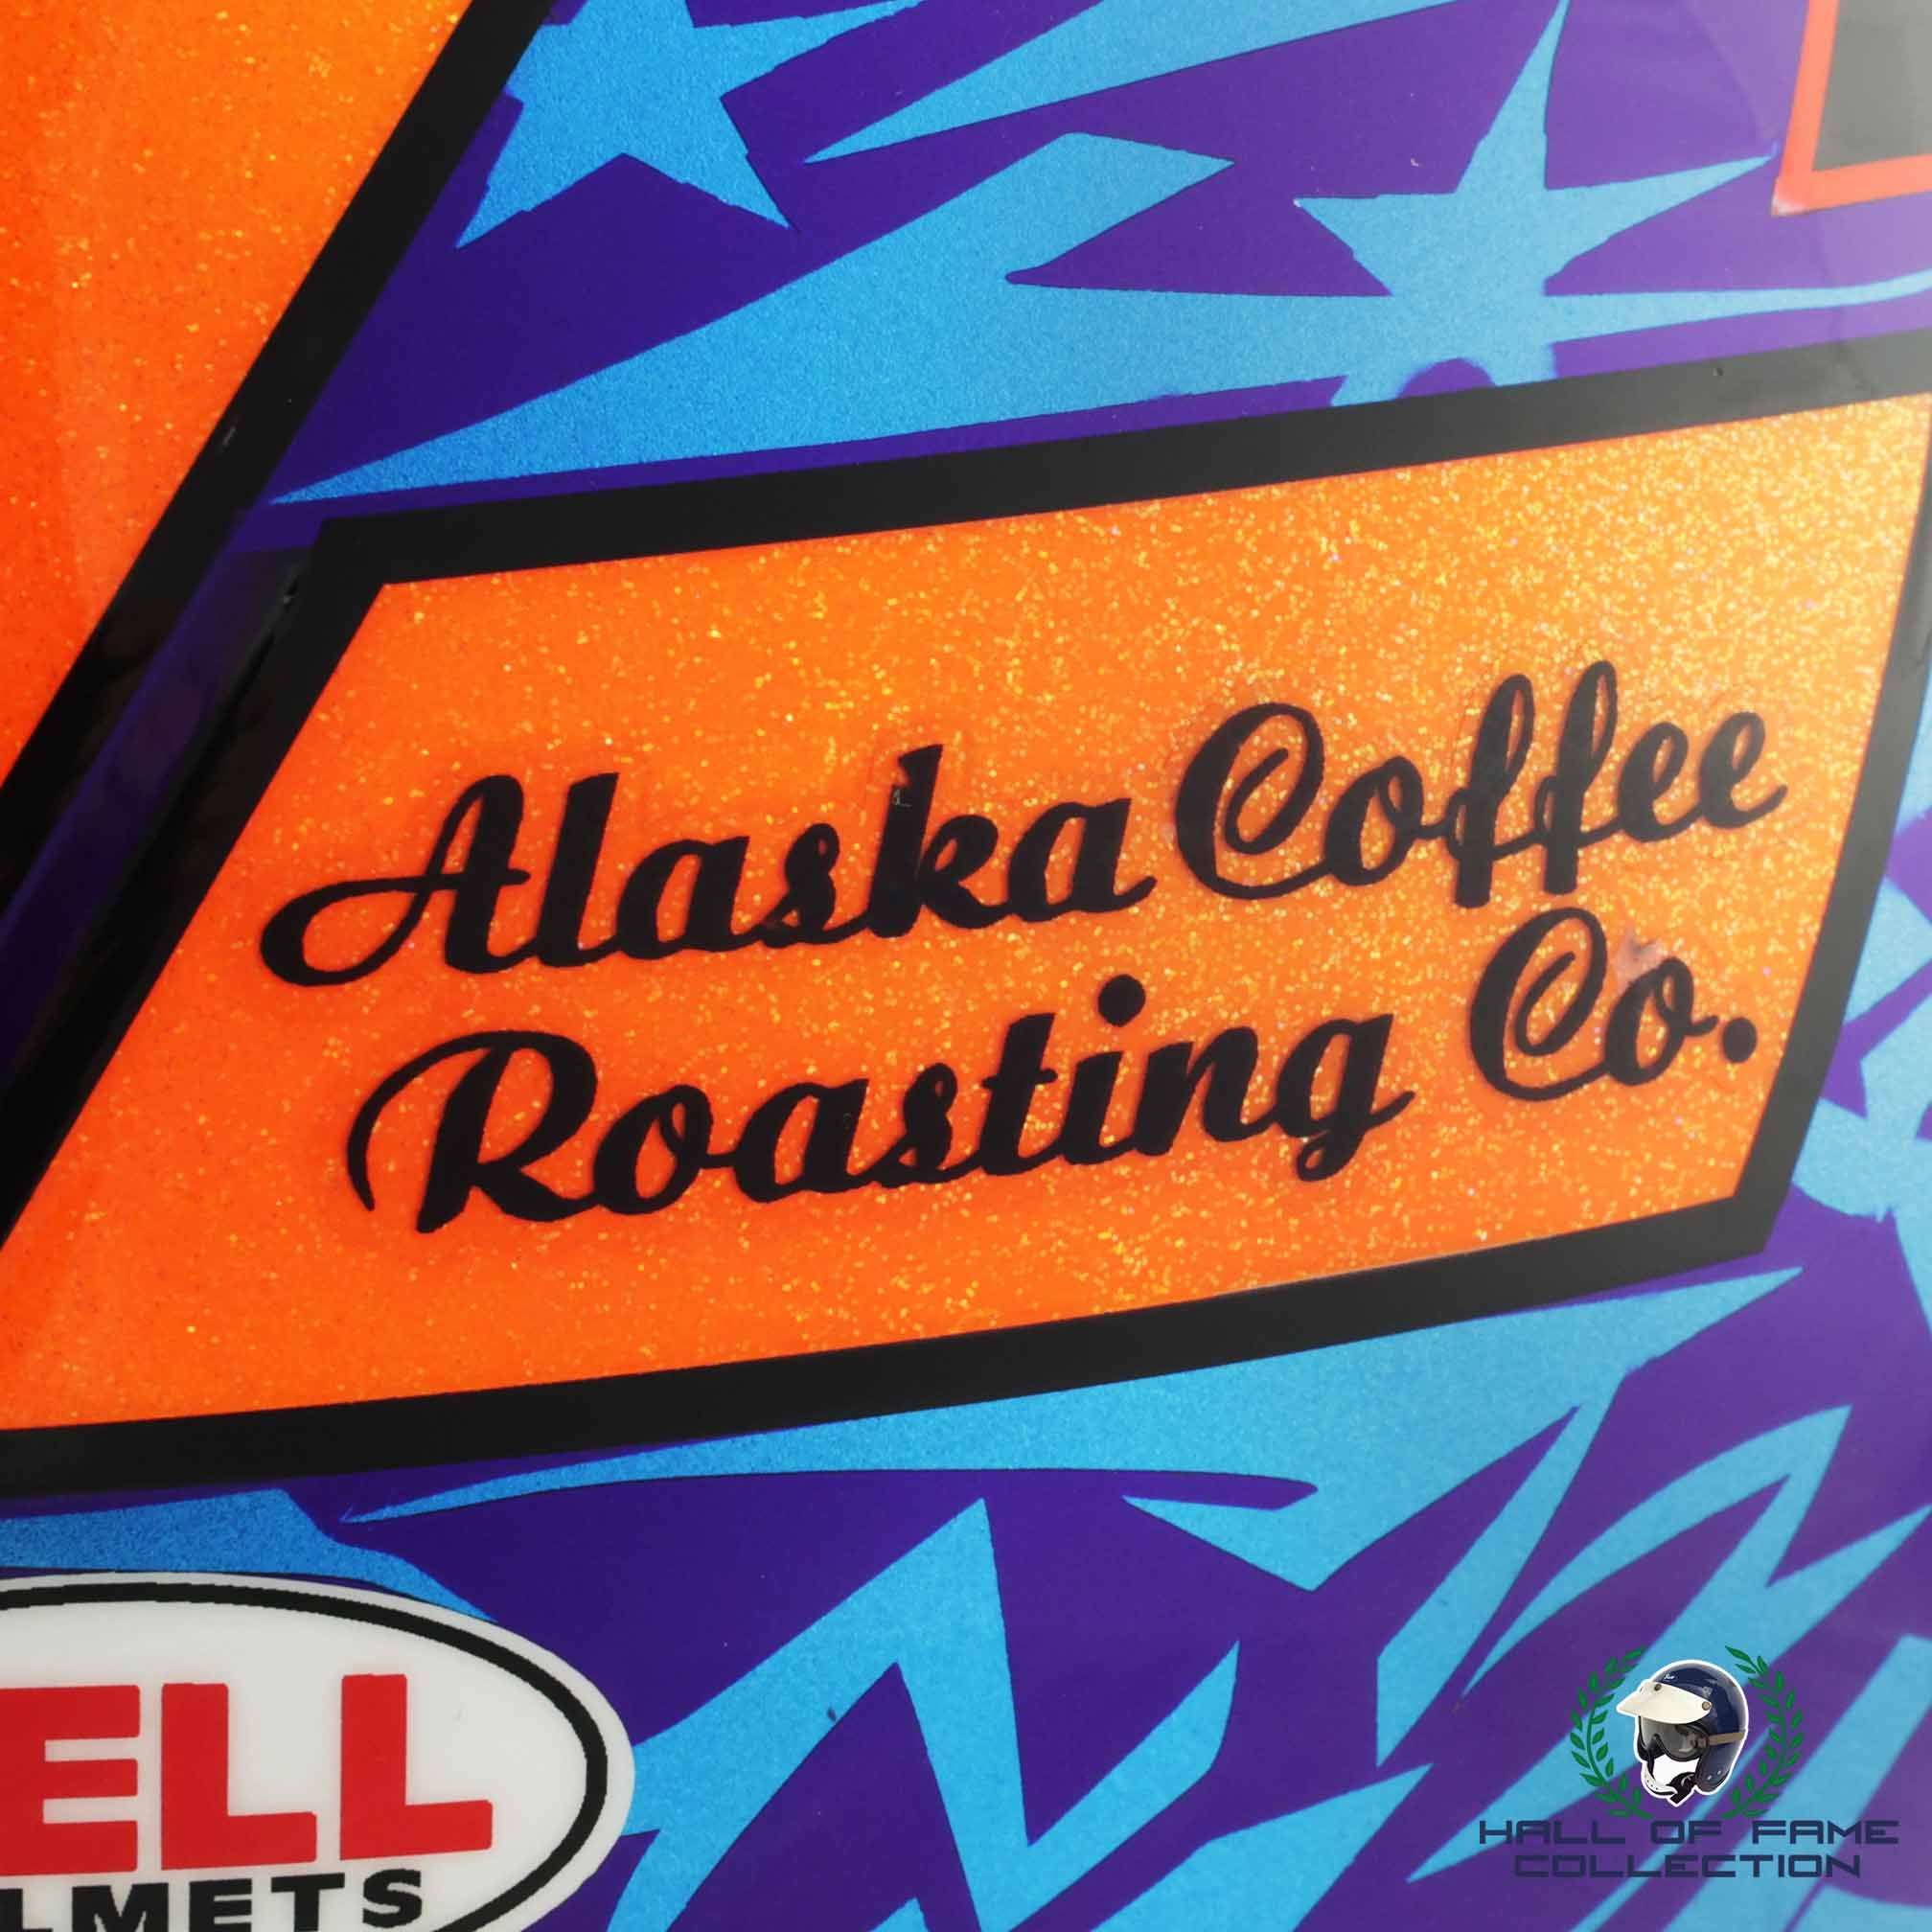 Alaska Coffee
Roasting Co.
ELL
LMETS
HALL OF FAME
COLLECTION